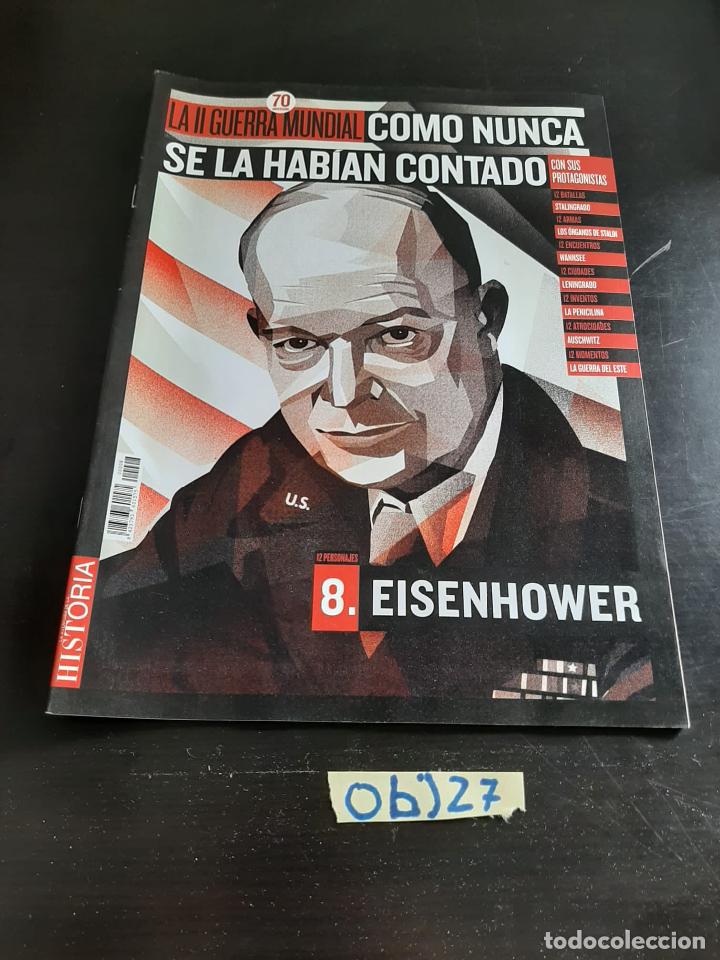 70
LA II GUERRA MUNDIAL COMO NUNCA
SE LA HABÍAN CONTADO
CON SUS
PROTAGONISTAS
12 BATALLAS
STALINGRADO
12 ARMAS
LOS ÓRGANOS DE STALIN
12 ENCUENTROS
WANNSEE
12 CIUDADES
LENINGRADO
12 INVENTOS
LA PENICILINA
12 ATROCIDADES
AUSCHWITZ
12 MOMENTOS
LA GUERRA DEL ESTE
U.S.
12 PERSONAJES
8. EISENHOWER
HISTORIA
Obj27
todocoleccion